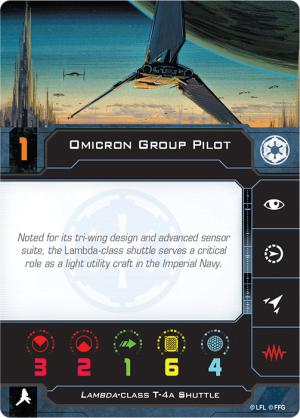 1 Omicron Group Pilot
Noted for its tri-wing design and advanced sensor
suite, the Lambda-class shuttle serves a critical
role as a light utility craft in the Imperial Navy.
3 2 1 6 4
Lambda-class T-4a Shuttle
© LFL © FFG